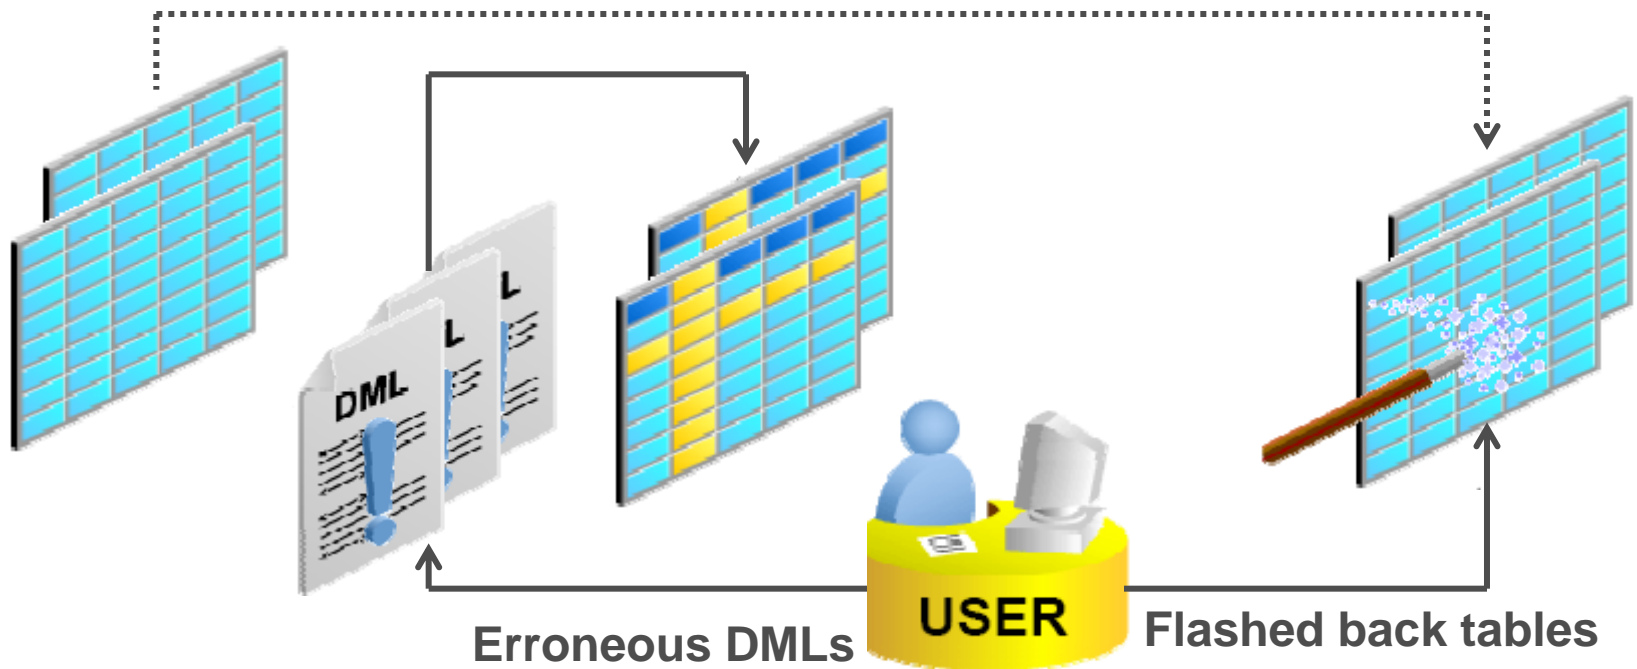 DML
L
L
USER
Erroneous DMLs
Flashed back tables